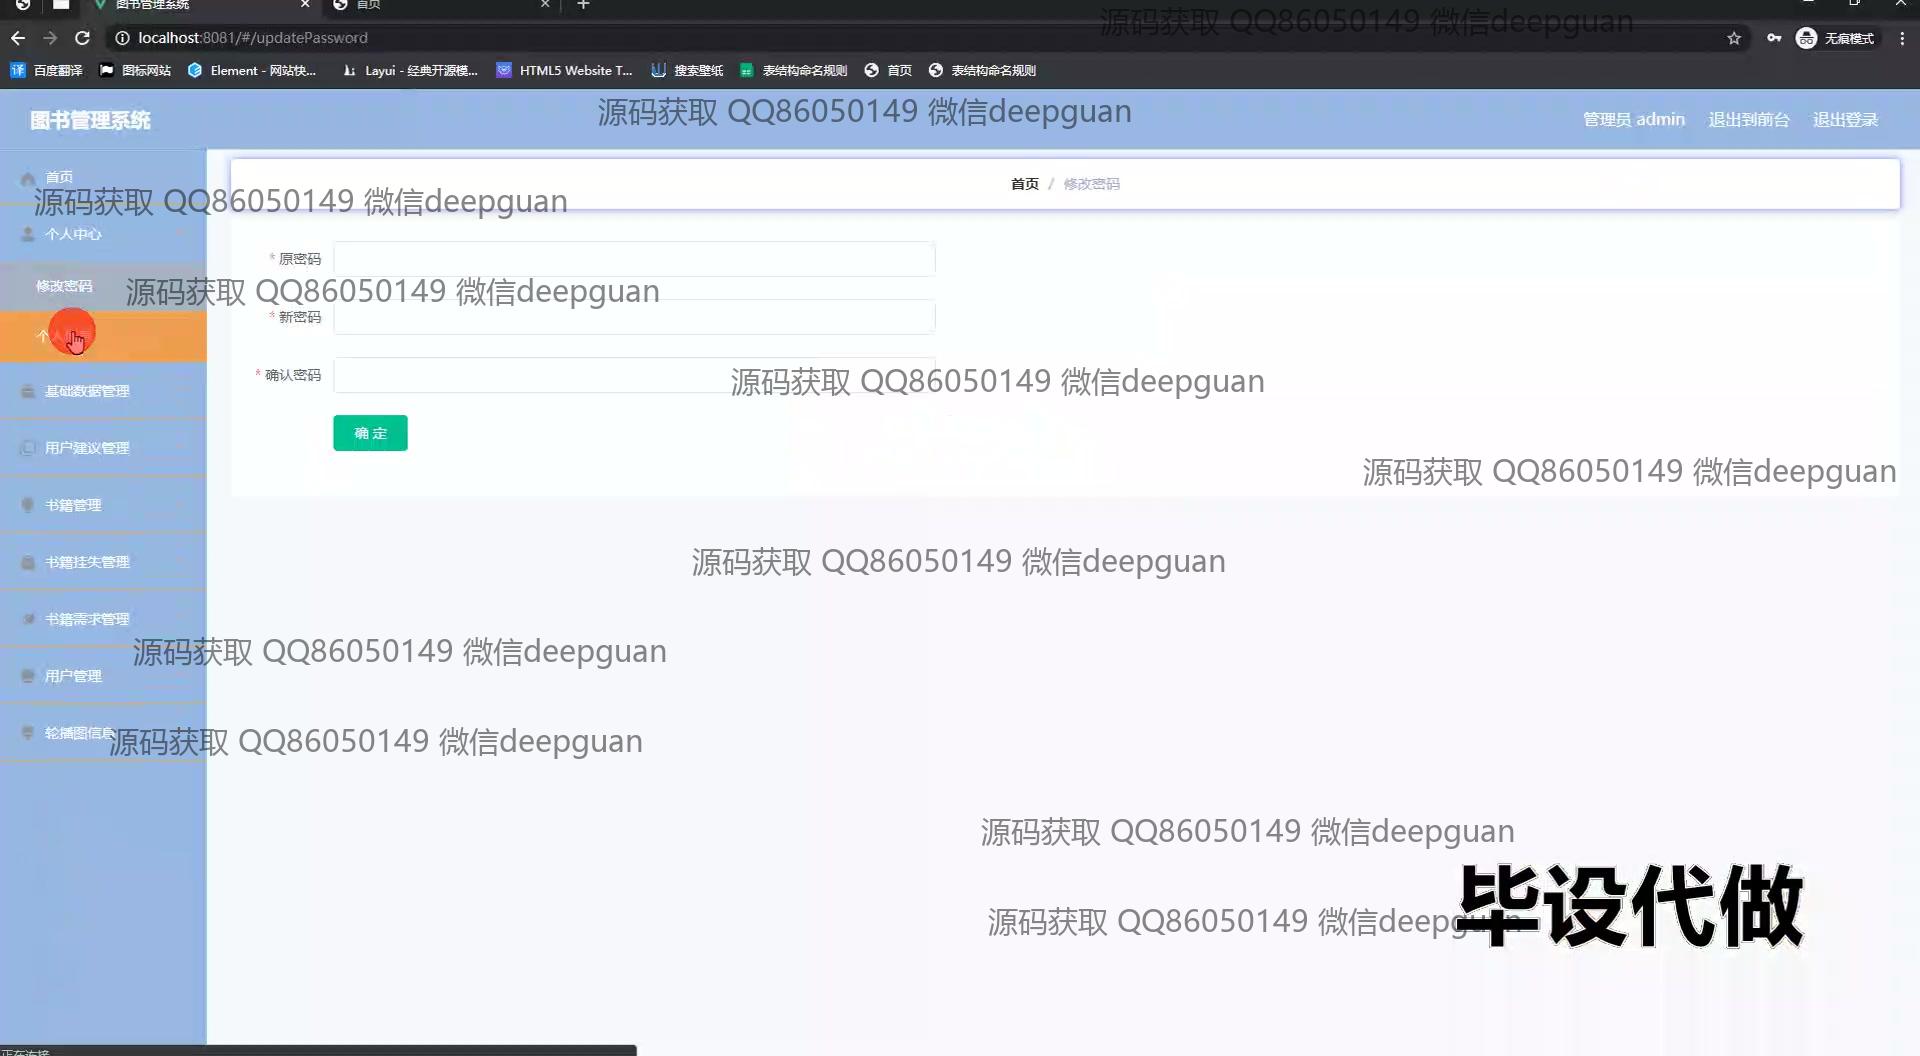 图书管理系统
首页
localhost:8081/#/updatePassword
无痕模式
百度翻译
图标网站
Element - 网站快...
Layui - 经典开源模...
HTML5 Website T...
搜索壁纸
表结构命名规则
首页
表结构命名规则
源码获取 QQ86050149 微信deepguan
图书管理系统
源码获取 QQ86050149 微信deepguan
管理员 admin
退出到前台
退出登录
首页
首页 / 修改密码
源码获取 QQ86050149 微信deepguan
个人中心
* 原密码
修改密码
源码获取 QQ86050149 微信deepguan
* 新密码
个
* 确认密码
源码获取 QQ86050149 微信deepguan
基础数据管理
确定
用户建议管理
源码获取 QQ86050149 微信deepguan
书籍管理
书籍挂失管理
源码获取 QQ86050149 微信deepguan
书籍需求管理
源码获取 QQ86050149 微信deepguan
用户管理
轮播图信息
源码获取 QQ86050149 微信deepguan
源码获取 QQ86050149 微信deepguan
毕设代做
源码获取 QQ86050149 微信deepguan